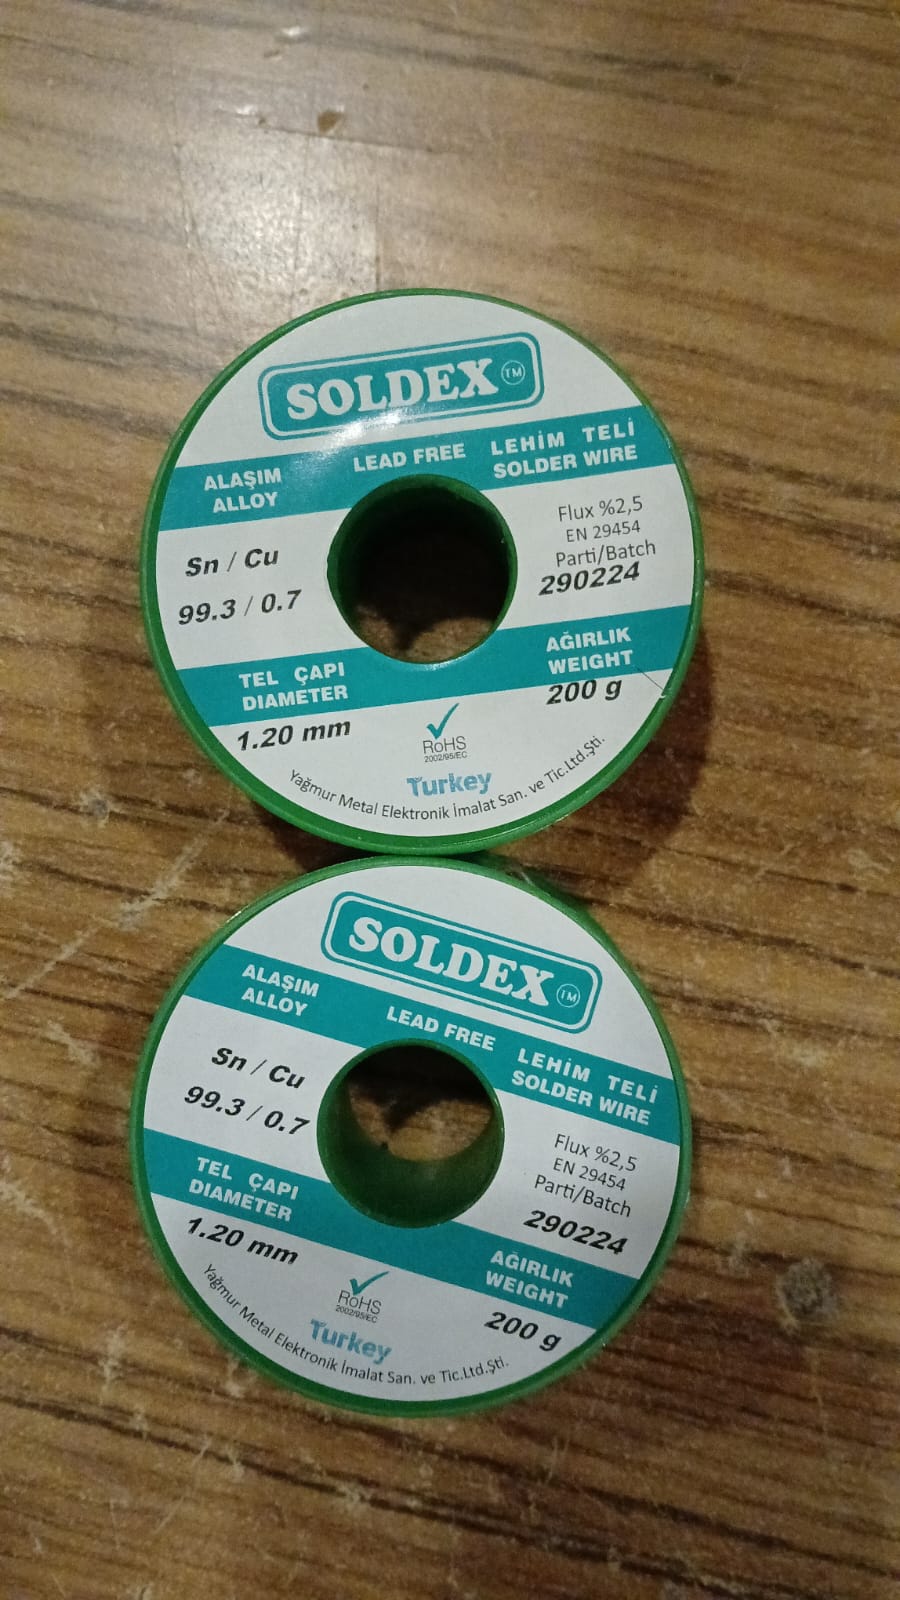 SOLDEX TM
ALAŞIM
ALLOY
LEAD FREE
LEHİM TELİ
SOLDER WIRE
Sn / Cu
99.3 / 0.7
Flux %2,5
EN 29454
Parti/Batch
290224
TEL ÇAPI
DIAMETER
1.20 mm
AĞIRLIK
WEIGHT
200 g
RoHS
2002/95/EC
Turkey
Yağmur Metal Elektronik İmalat San. ve Tic.Ltd.Şti.
SOLDEX TM
ALAŞIM
ALLOY
LEAD FREE
LEHİM TELİ
SOLDER WIRE
Sn / Cu
99.3 / 0.7
Flux %2,5
EN 29454
Parti/Batch
290224
TEL ÇAPI
DIAMETER
1.20 mm
AĞIRLIK
WEIGHT
200 g
RoHS
2002/95/EC
Turkey
Yağmur Metal Elektronik İmalat San. ve Tic.Ltd.Şti.